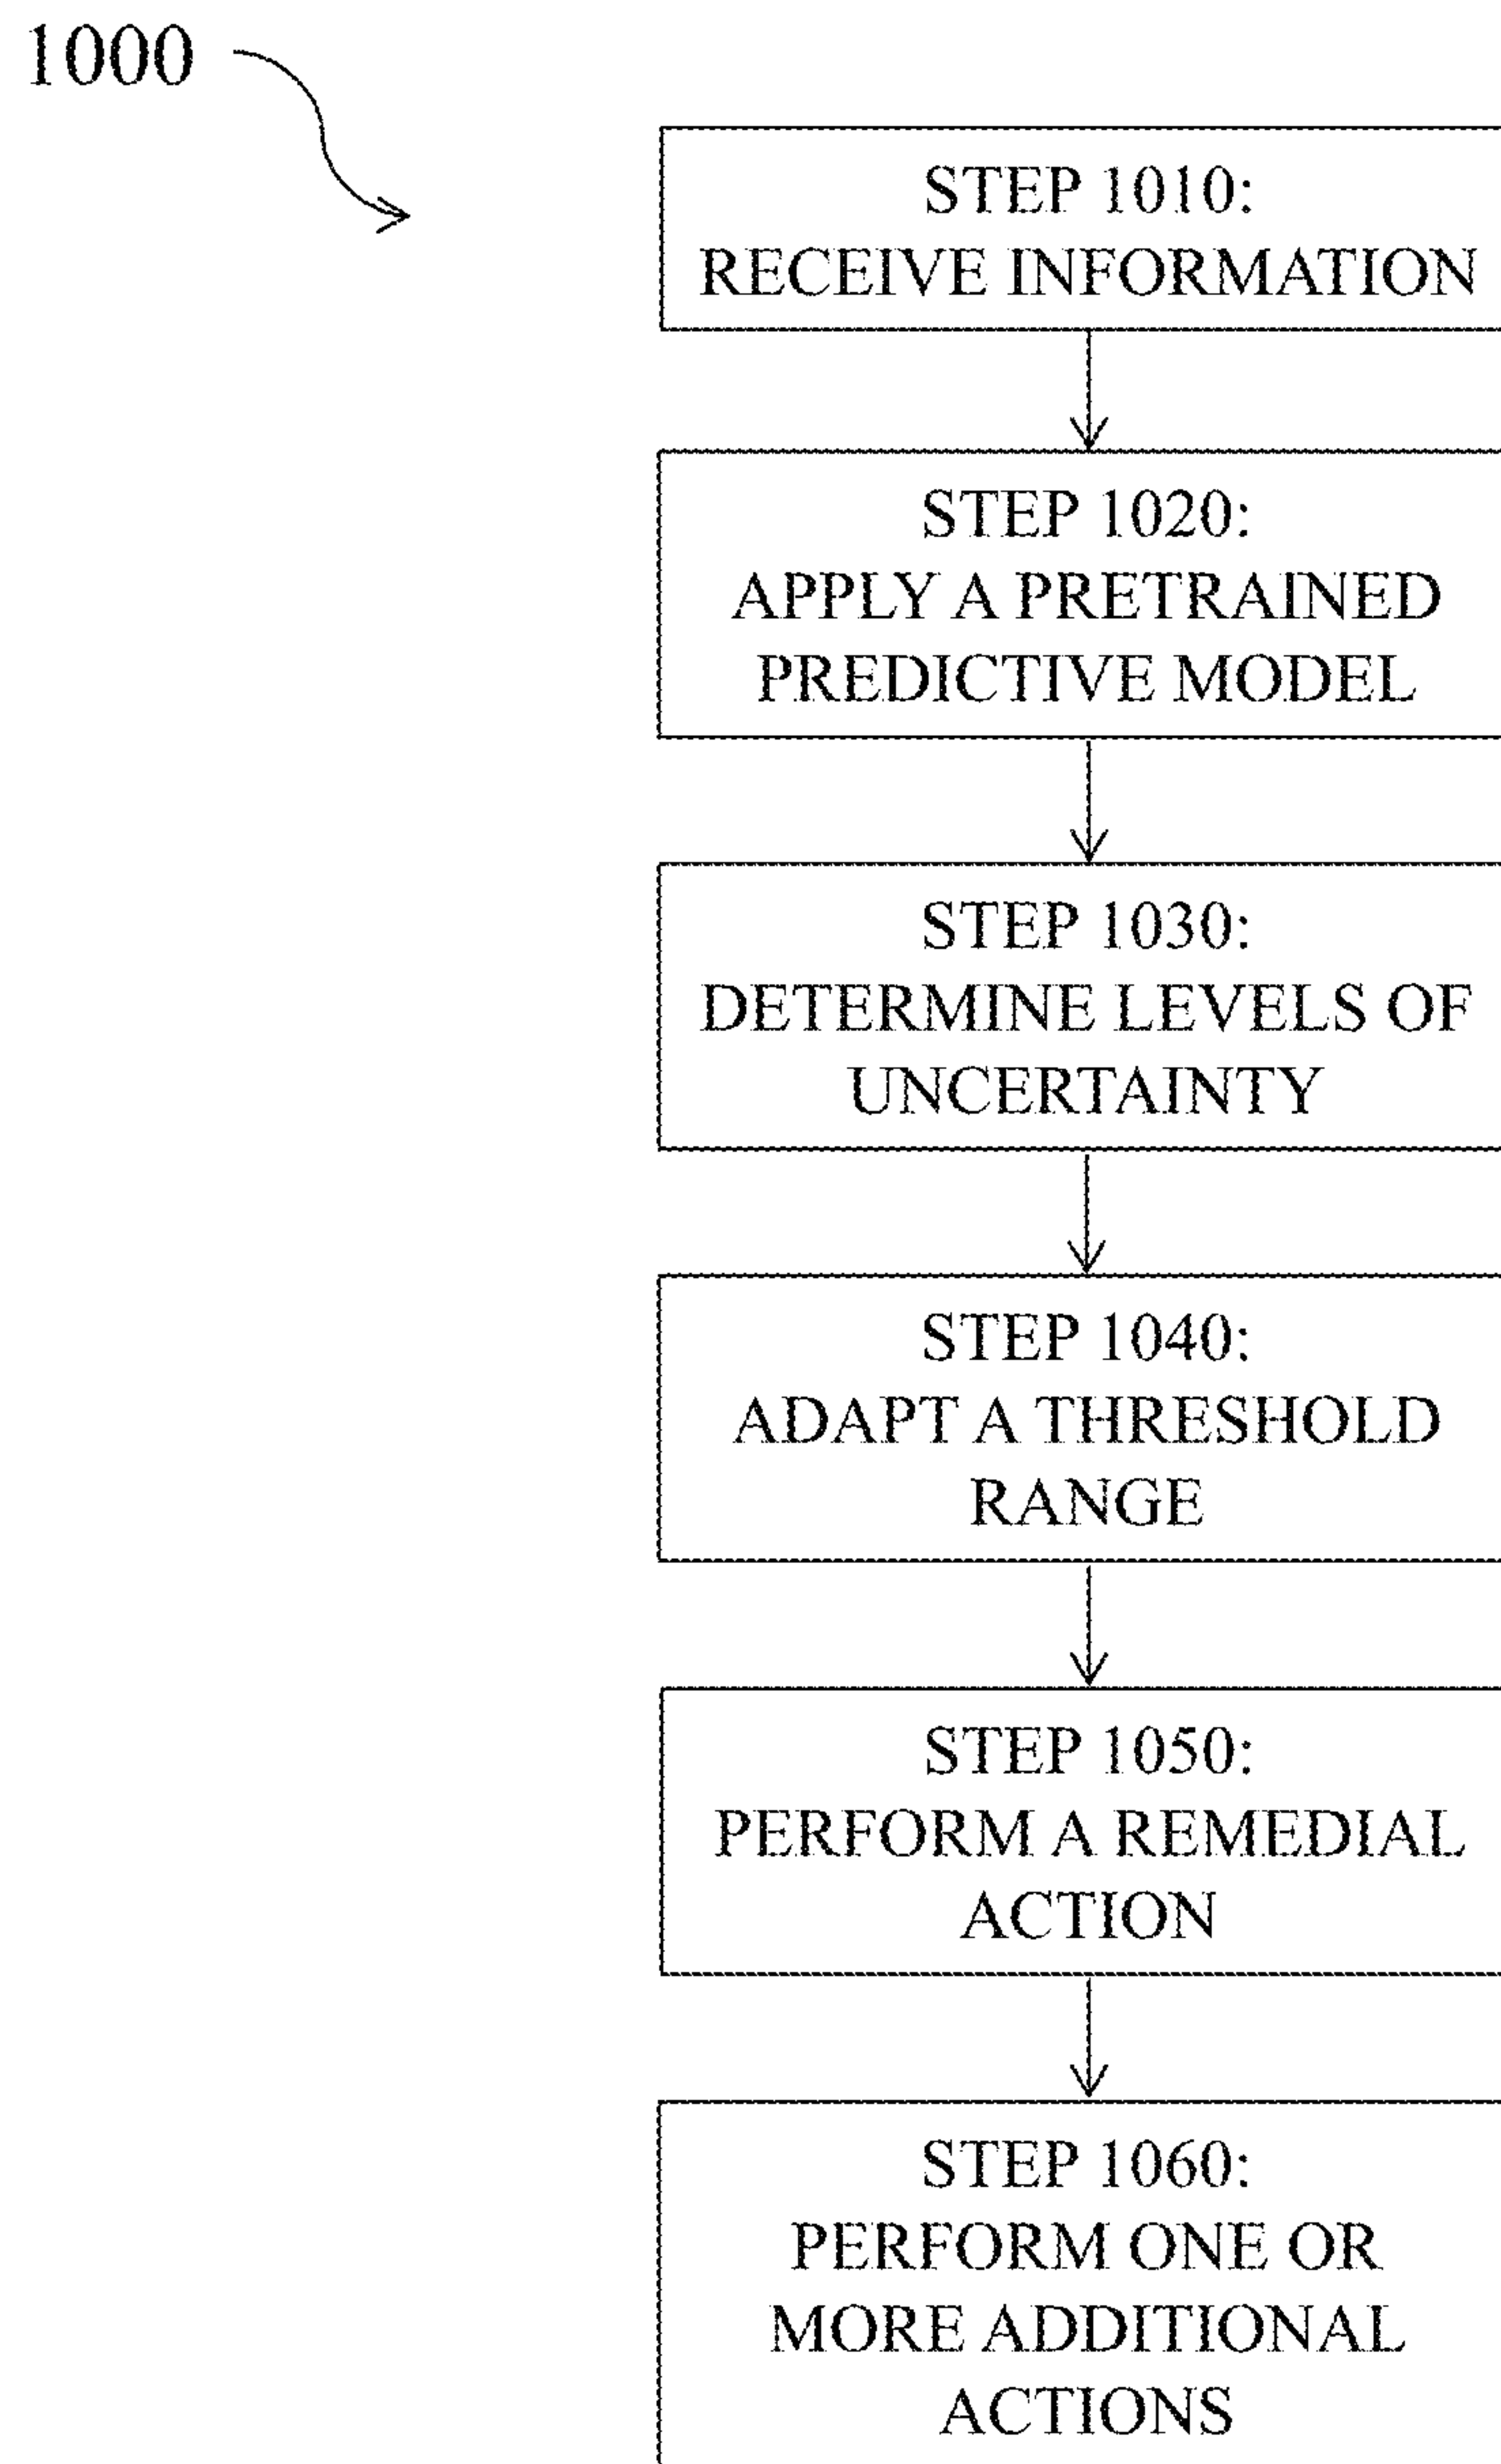 1000
STEP 1010:
RECEIVE INFORMATION
STEP 1020:
APPLY A PRETRAINED
PREDICTIVE MODEL
STEP 1030:
DETERMINE LEVELS OF
UNCERTAINTY
STEP 1040:
ADAPT A THRESHOLD
RANGE
STEP 1050:
PERFORM A REMEDIAL
ACTION
STEP 1060:
PERFORM ONE OR
MORE ADDITIONAL
ACTIONS